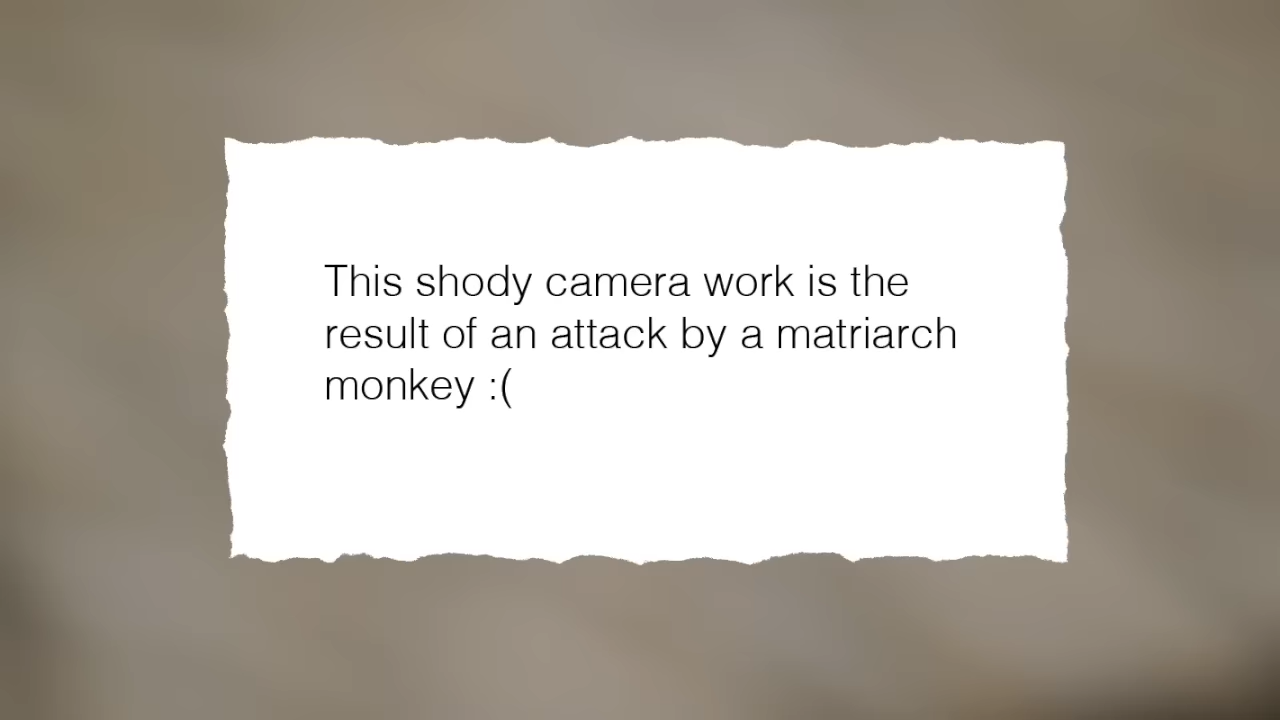 This shody camera work is the
result of an attack by a matriarch
monkey :(